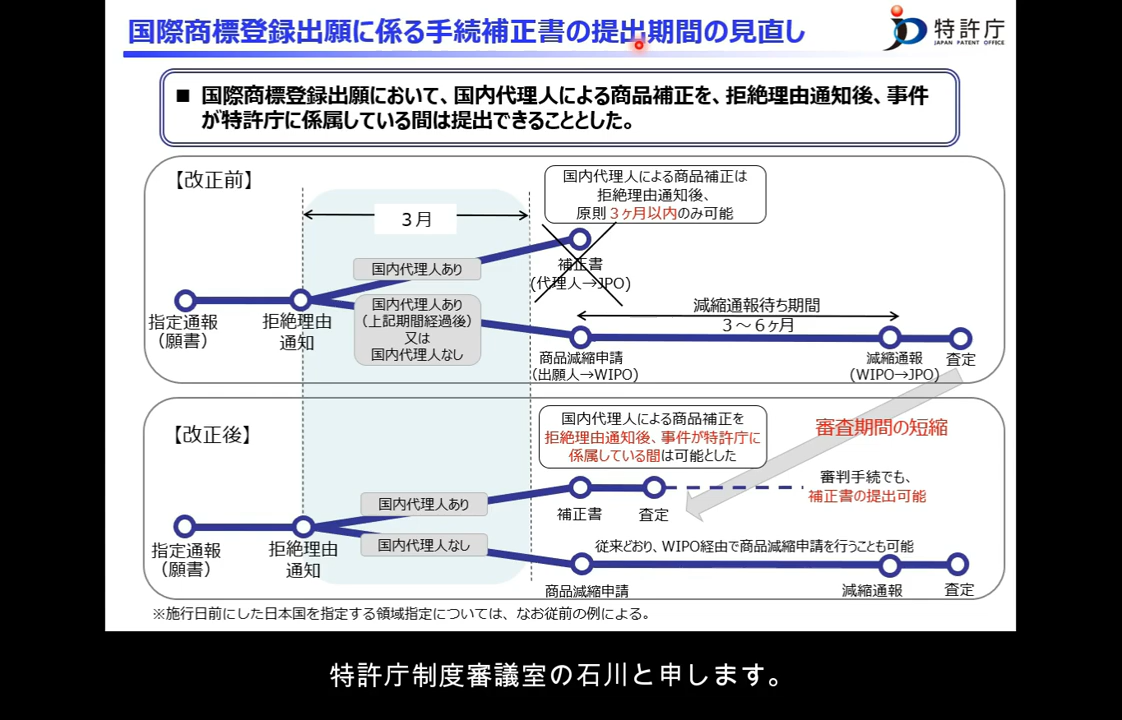 国際商標登録出願に係る手続補正書の提出期間の見直し
特許庁
JAPAN PATENT OFFICE
■ 国際商標登録出願において、国内代理人による商品補正を、拒絶理由通知後、事件
が特許庁に係属している間は提出できることとした。
【改正前】
国内代理人による商品補正は
拒絶理由通知後、
原則３ヶ月以内のみ可能
３月
国内代理人あり
補正書
(代理人→JPO)
国内代理人あり
（上記期間経過後）
又は
国内代理人なし
減縮通報待ち期間
３～６ヶ月
指定通報
（願書）
拒絶理由
通知
商品減縮申請
(出願人→WIPO)
減縮通報
(WIPO→JPO)
査定
【改正後】
国内代理人による商品補正を
拒絶理由通知後、事件が特許庁に
係属している間は可能とした
審査期間の短縮
国内代理人あり
補正書
査定
審判手続でも、
補正書の提出可能
国内代理人なし
従来どおり、WIPO経由で商品減縮申請を行うことも可能
指定通報
（願書）
拒絶理由
通知
商品減縮申請
減縮通報
査定
※施行日前にした日本国を指定する領域指定については、なお従前の例による。
特許庁制度審議室の石川と申します。